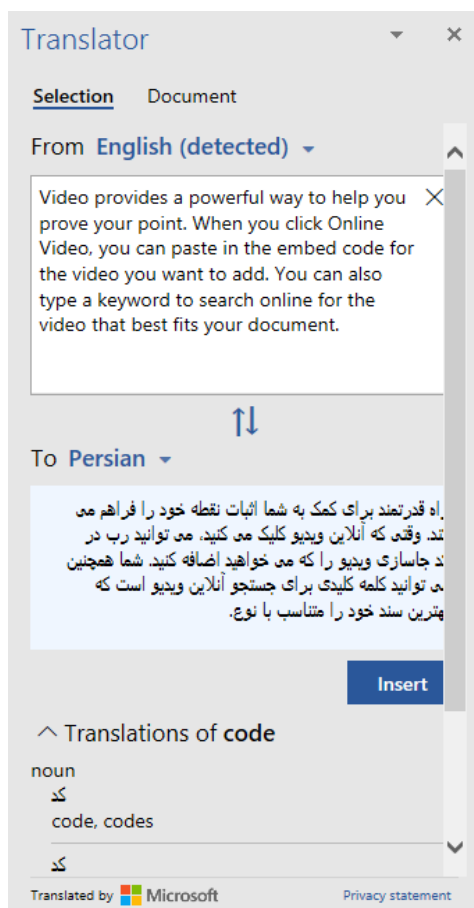 Translator
Selection Document
From English (detected)
Video provides a powerful way to help you
prove your point. When you click Online
Video, you can paste in the embed code for
the video you want to add. You can also
type a keyword to search online for the
video that best fits your document.
To Persian
قدرتمند برای کمک به شما اثبات نقطه خود را فراهم می
وقتی که آنلاین ویدیو کلیک می کنید، می توانید رب در
جاسازی ویدیو را که می خواهید اضافه کنید. شما همچنین
توانید کلمه کلیدی برای جستجو آنلاین ویدیو است که
سند خود را متناسب با نوع.
Insert
Translations of code
noun
کد
code, codes
کد
Translated by Microsoft Privacy statement